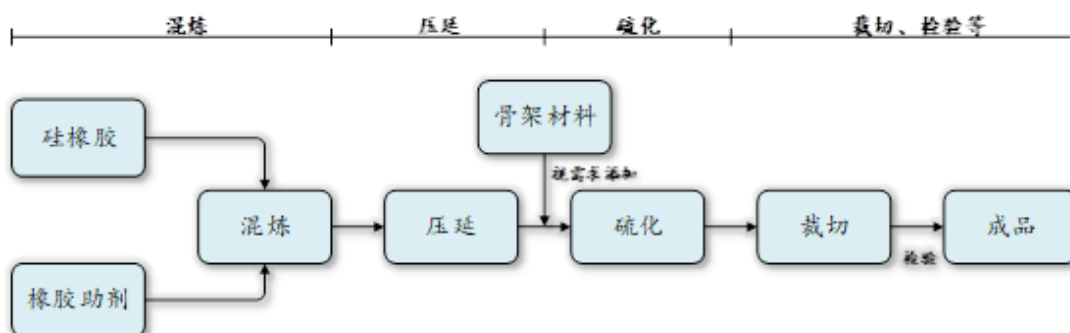 混炼 压延 硫化 裁切、检验等
骨架材料
硅橡胶
视需求添加
混炼 压延 硫化 裁切 成品
检验
橡胶助剂